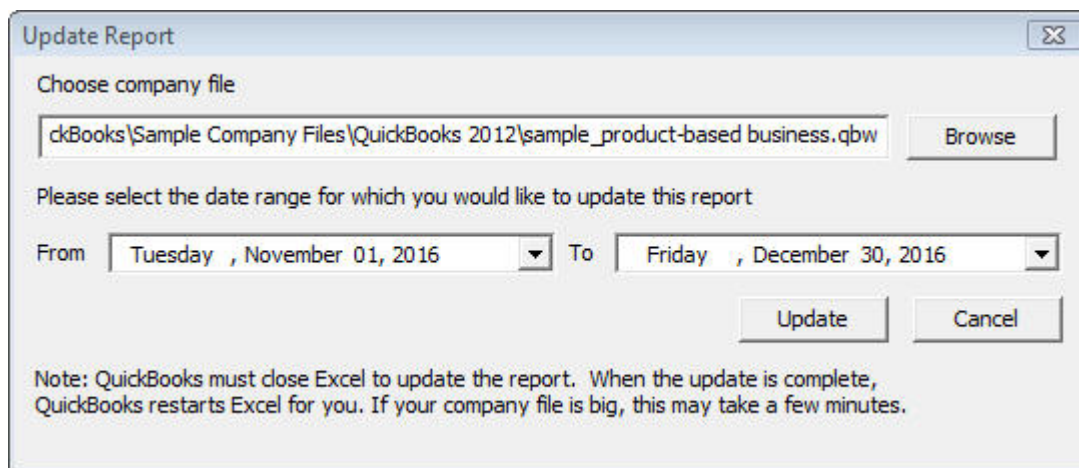 Update Report
Choose company file
ckBooks\Sample Company Files\QuickBooks 2012\sample_product-based business.qbw Browse
Please select the date range for which you would like to update this report
From Tuesday , November 01, 2016 To Friday , December 30, 2016
Update Cancel
Note: QuickBooks must close Excel to update the report. When the update is complete,
QuickBooks restarts Excel for you. If your company file is big, this may take a few minutes.